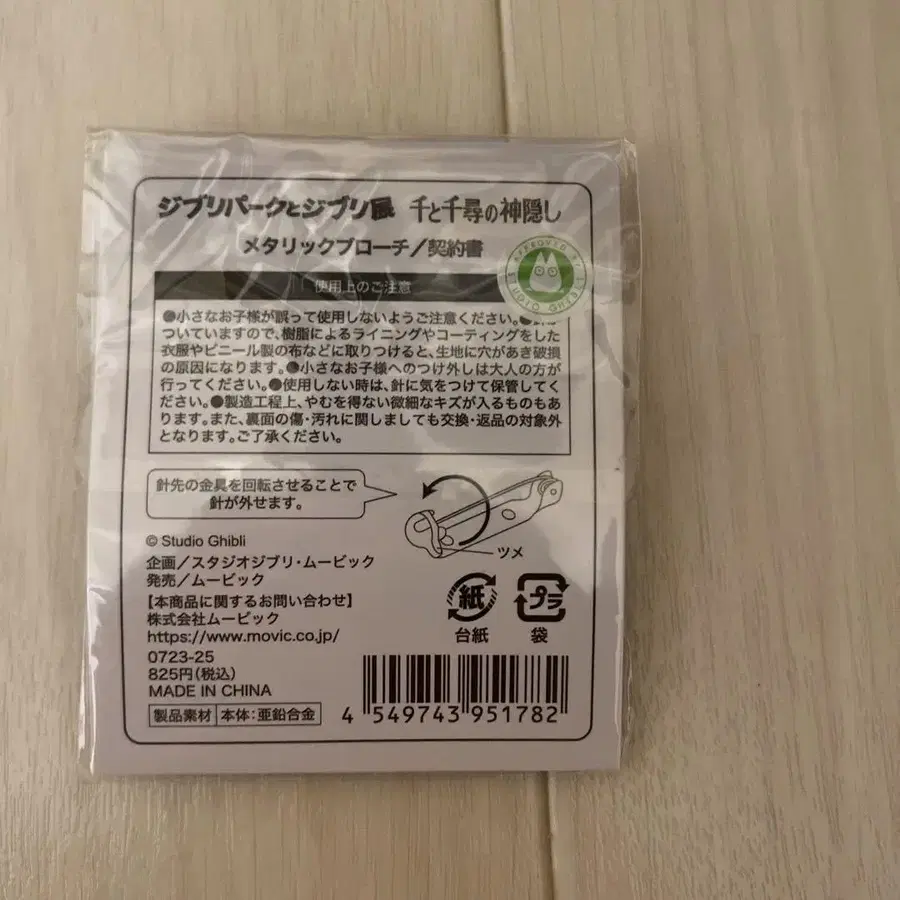 ジブリパークとジブリ展 千と千尋の神隠し
メタリックブローチ/契約書
使用上のご注意
●小さなお子様が誤って使用しないようご注意ください。●
ついていますので、樹脂によるライニングやコーティングをした
衣服やビニール製の布などに取りつけると、生地に穴があき破損
の原因になります。●小さなお子様へのつけ外しは大人の方が
行ってください。●使用しない時は、針に気をつけて保管してく
ださい。●製造工程上、やむを得ない微細なキズが入るものもあ
ります。また、裏面の傷・汚れに関しましても交換・返品の対象外
となります。ご了承ください。
針先の金具を回転させることで
針が外せます。
ツメ
© Studio Ghibli
企画/スタジオジブリ・ムービック
発売/ムービック
【本商品に関するお問い合わせ】
株式会社ムービック
https://www.movic.co.jp/
0723-25
825円(税込)
MADE IN CHINA
製品素材 本体:亜鉛合金
紙 プラ
台紙 袋
4 549743 951782
APPROVED BY STUDIO GHIBLI